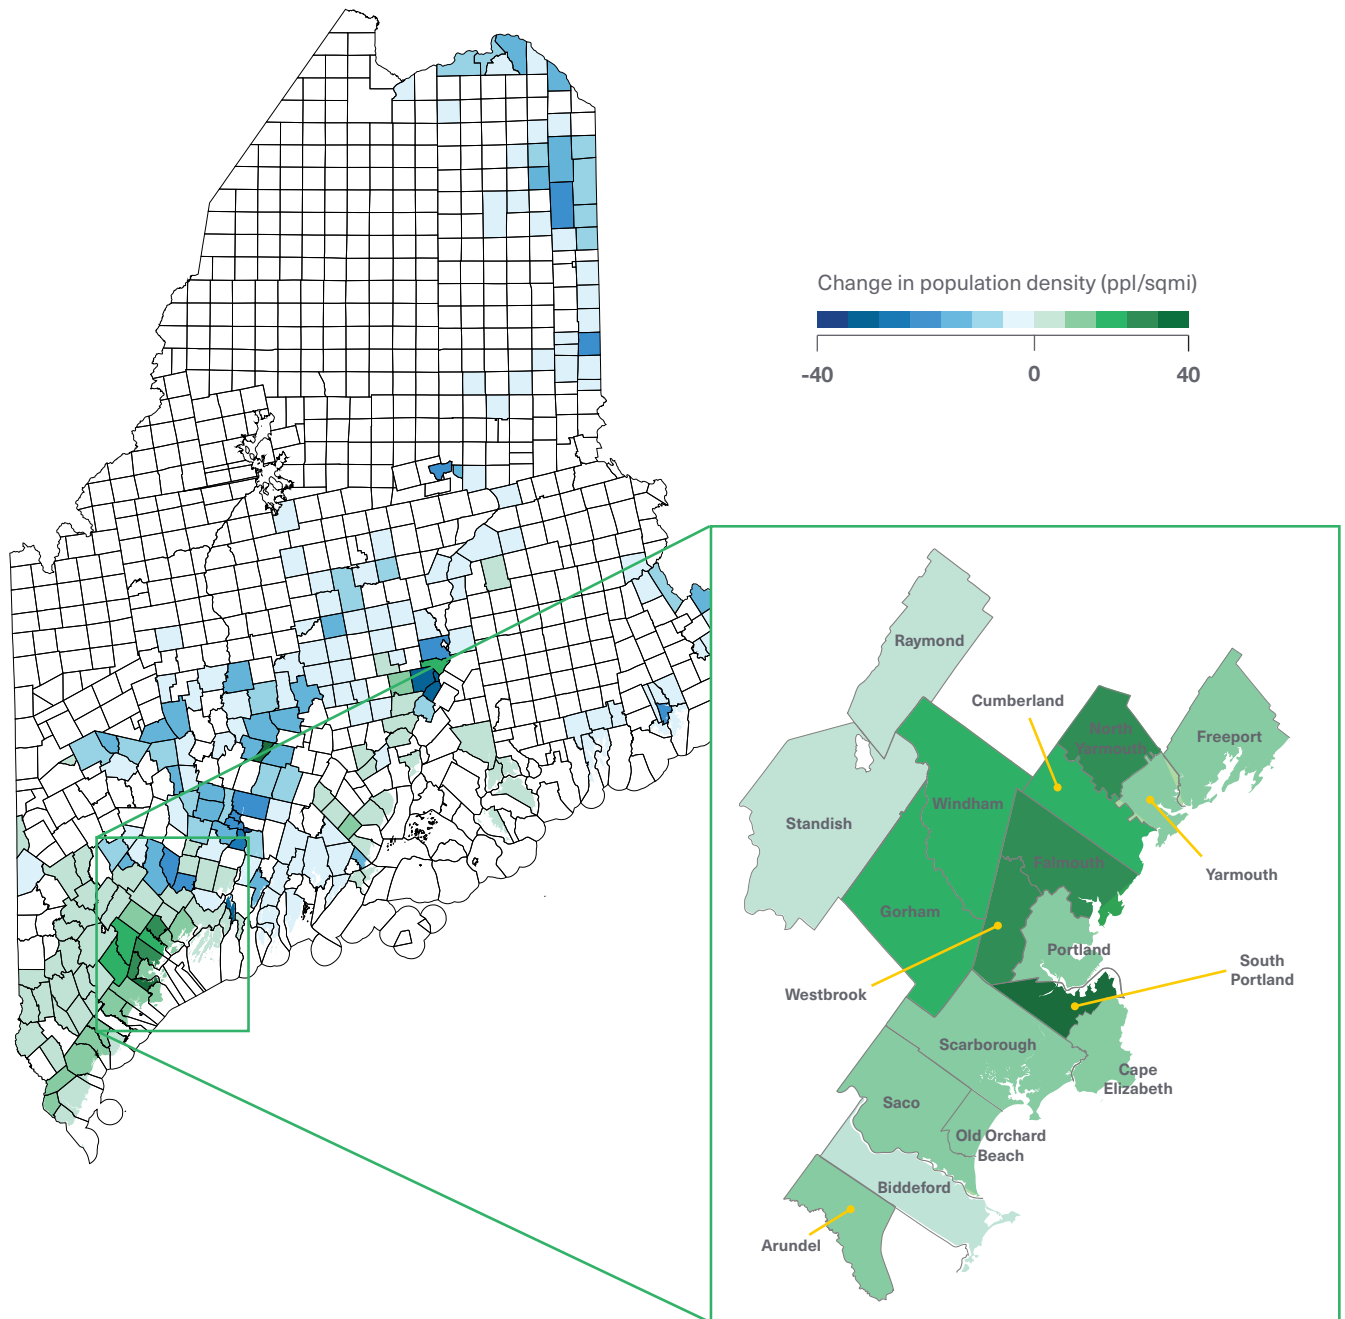 Change in population density (ppl/sqmi)
-40
0
40
Raymond
Cumberland
North
Yarmouth
Freeport
Windham
Standish
Falmouth
Yarmouth
Gorham
Portland
South
Portland
Westbrook
Scarborough
Cape
Elizabeth
Saco
Old Orchard
Beach
Biddeford
Arundel